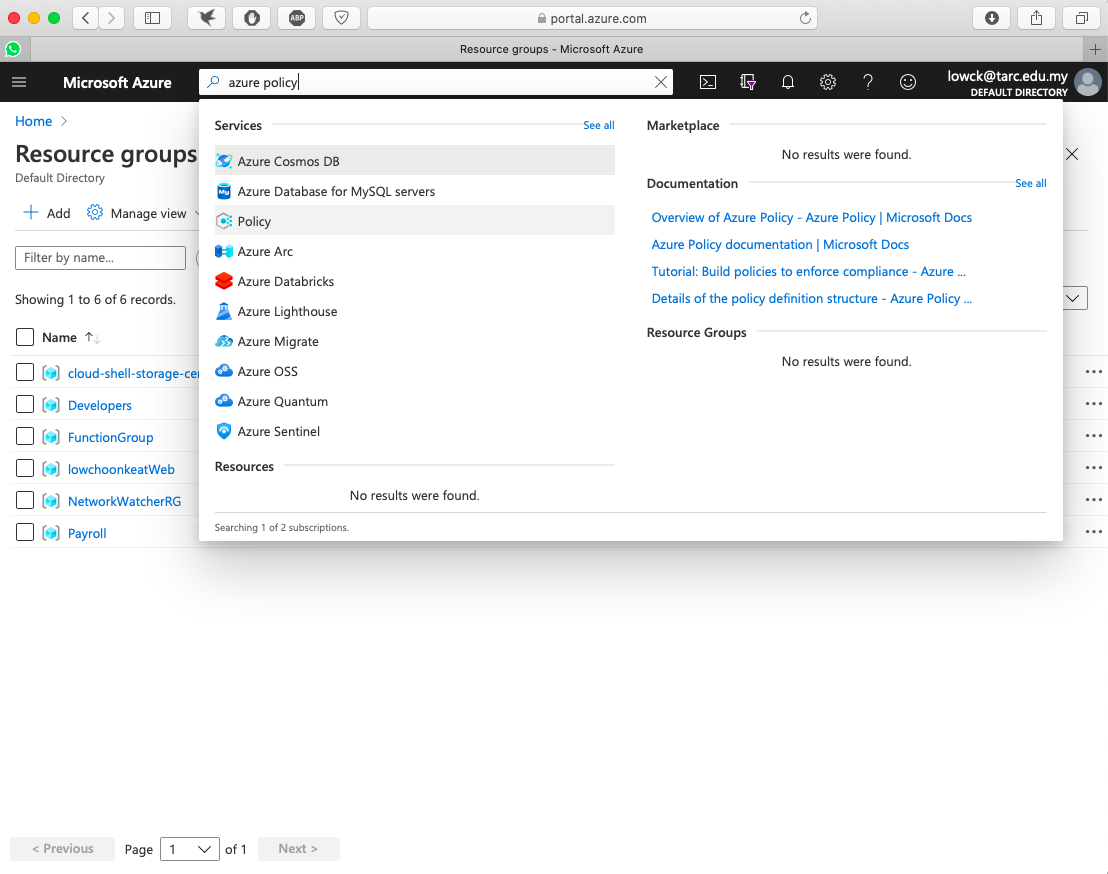 ABP
portal.azure.com
Resource groups - Microsoft Azure
Microsoft Azure
azure policy
lowck@tarc.edu.my
DEFAULT DIRECTORY
Home
Resource groups
Default Directory
Add
Manage view
Filter by name...
Showing 1 to 6 of 6 records.
Name
cloud-shell-storage-cen
Developers
FunctionGroup
lowchoonkeatWeb
NetworkWatcherRG
Payroll
Services
See all
Azure Cosmos DB
My
Azure Database for MySQL servers
Policy
Azure Arc
Azure Databricks
Azure Lighthouse
Azure Migrate
Azure OSS
Azure Quantum
Azure Sentinel
Resources
No results were found.
Searching 1 of 2 subscriptions.
Marketplace
No results were found.
Documentation
See all
Overview of Azure Policy - Azure Policy | Microsoft Docs
Azure Policy documentation | Microsoft Docs
Tutorial: Build policies to enforce compliance - Azure ...
Details of the policy definition structure - Azure Policy ...
Resource Groups
No results were found.
< Previous
Page 1 of 1
Next >